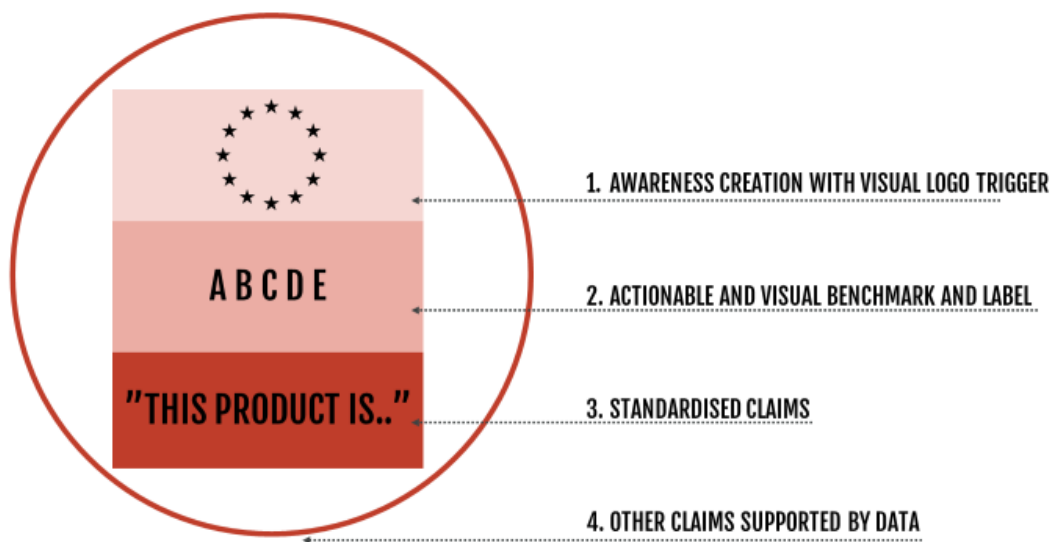 1. AWARENESS CREATION WITH VISUAL LOGO TRIGGER
A B C D E
2. ACTIONABLE AND VISUAL BENCHMARK AND LABEL
"THIS PRODUCT IS.."
3. STANDARDISED CLAIMS
4. OTHER CLAIMS SUPPORTED BY DATA